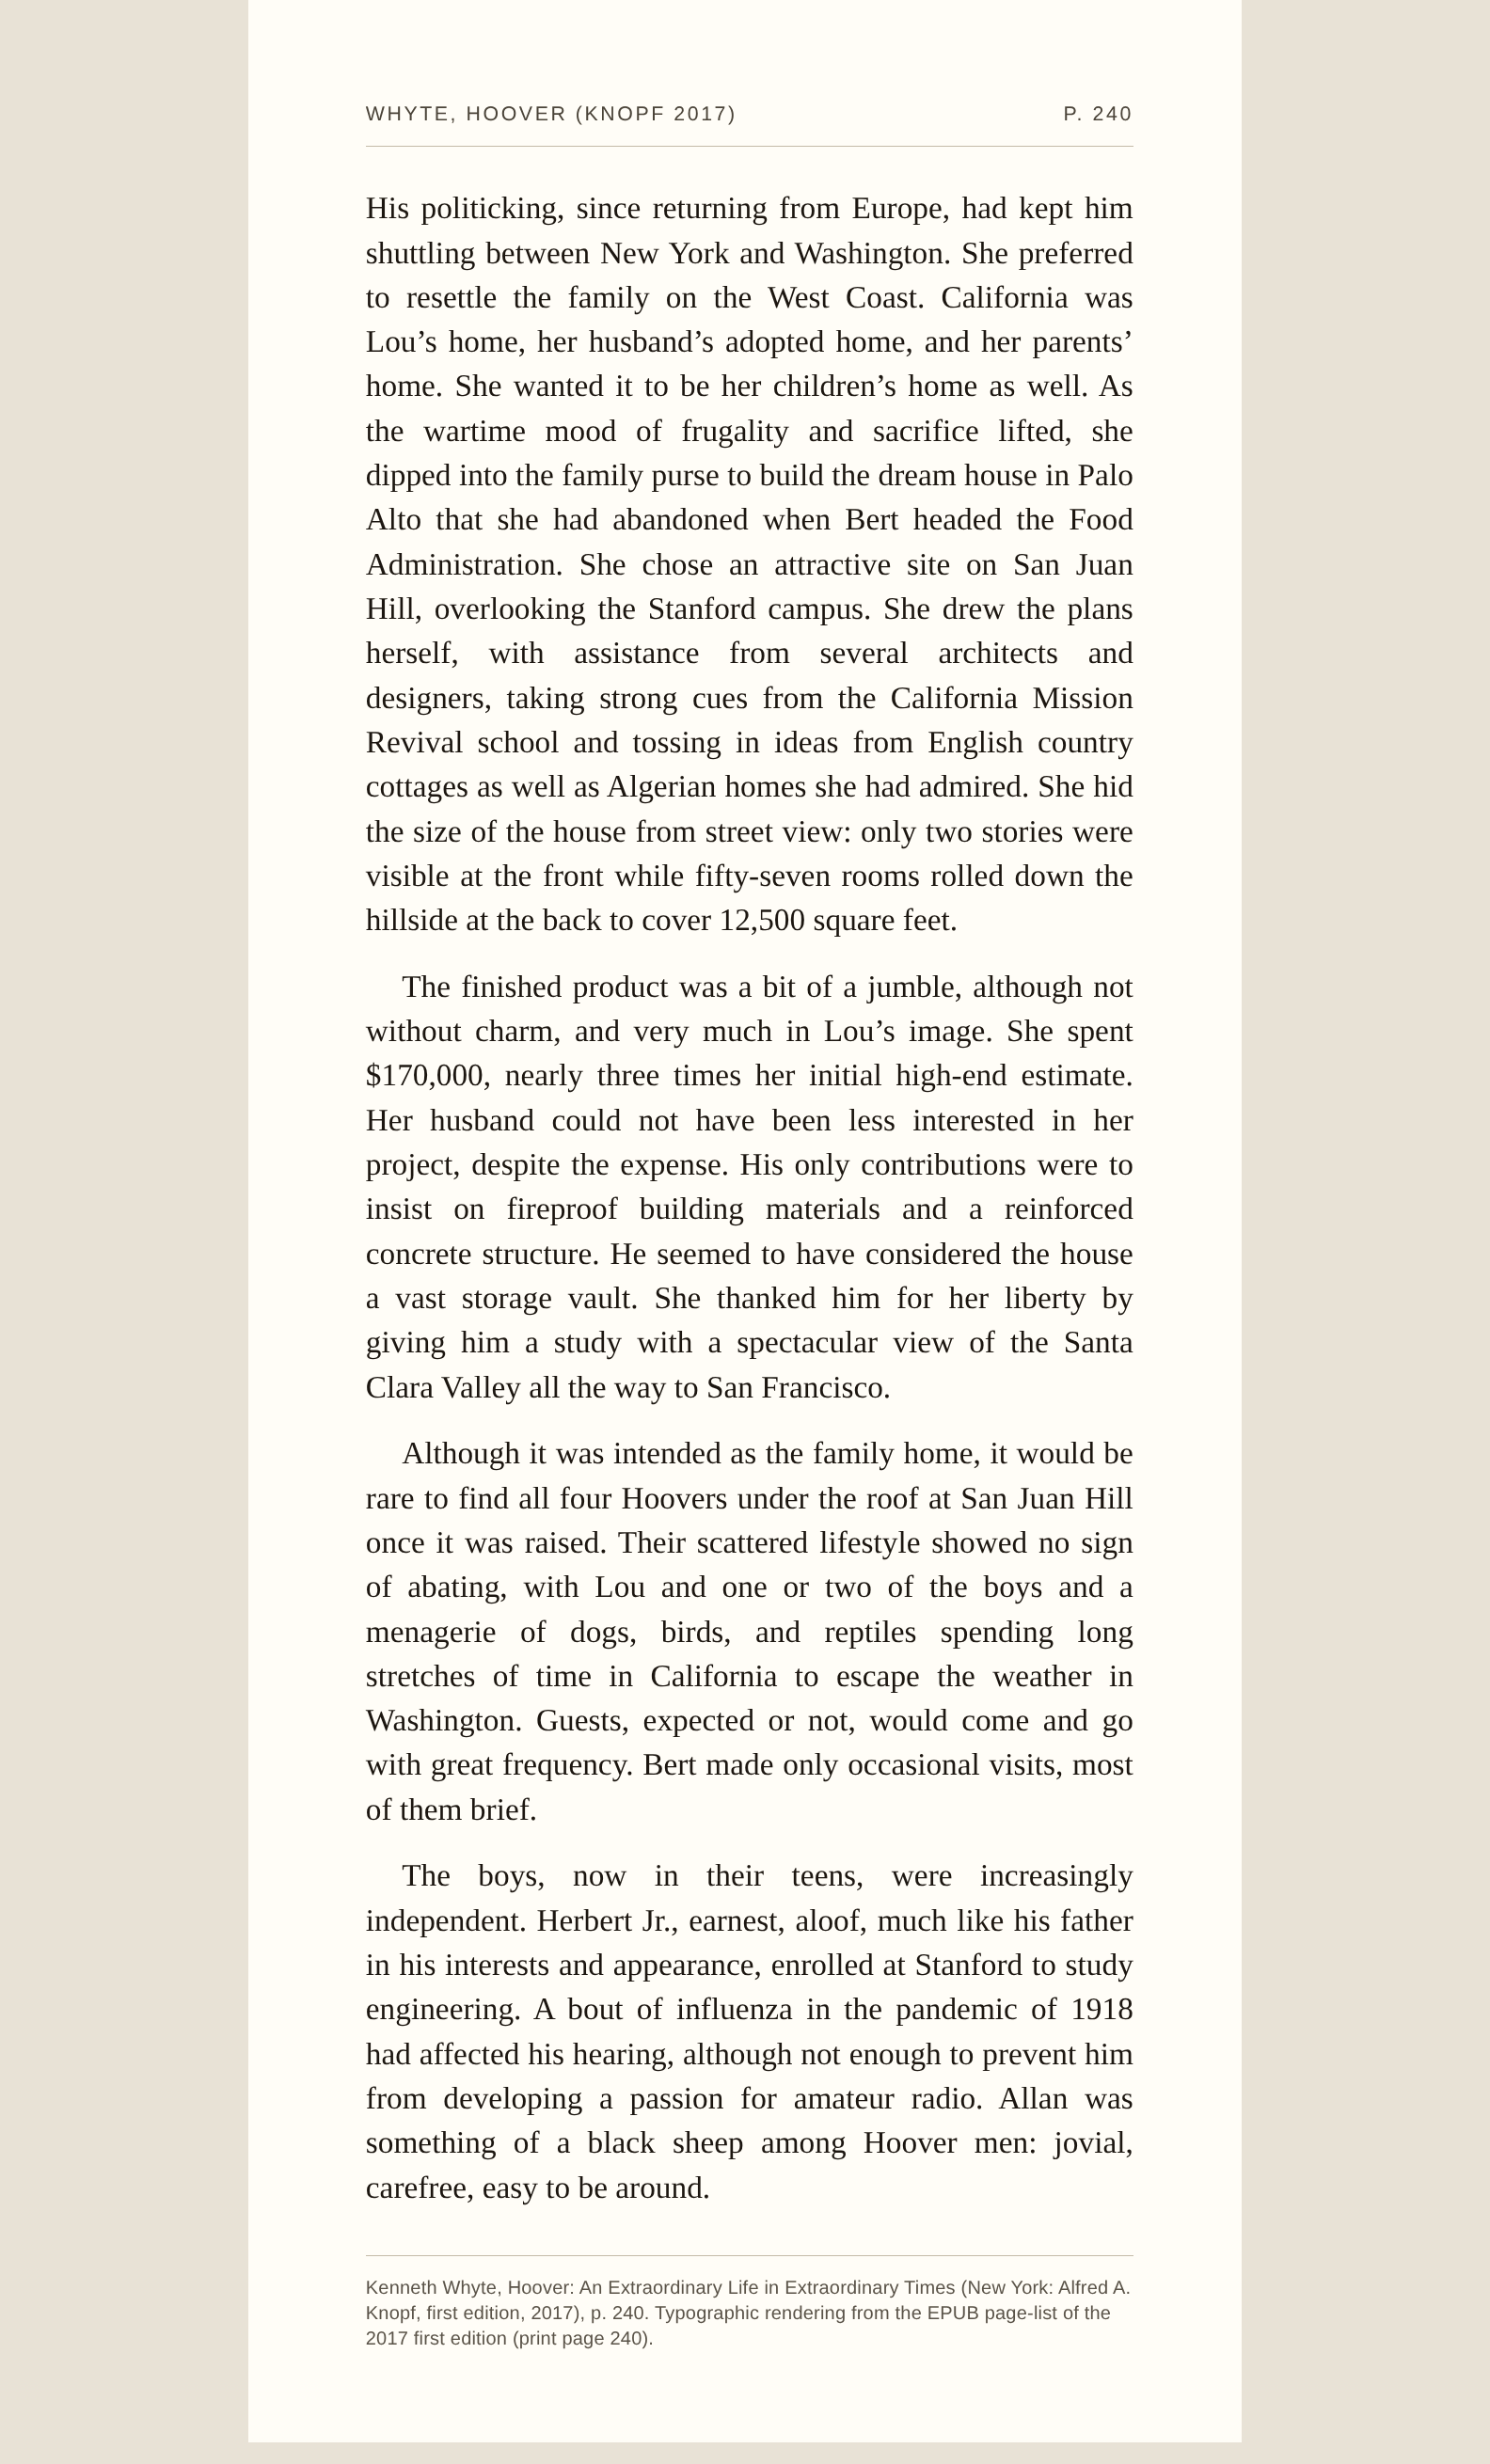 WHYTE, HOOVER (KNOPF 2017)
P. 240
His politicking, since returning from Europe, had kept him
shuttling between New York and Washington. She preferred
to resettle the family on the West Coast. California was
Lou’s home, her husband’s adopted home, and her parents’
home. She wanted it to be her children’s home as well. As
the wartime mood of frugality and sacrifice lifted, she
dipped into the family purse to build the dream house in Palo
Alto that she had abandoned when Bert headed the Food
Administration. She chose an attractive site on San Juan
Hill, overlooking the Stanford campus. She drew the plans
herself, with assistance from several architects and
designers, taking strong cues from the California Mission
Revival school and tossing in ideas from English country
cottages as well as Algerian homes she had admired. She hid
the size of the house from street view: only two stories were
visible at the front while fifty-seven rooms rolled down the
hillside at the back to cover 12,500 square feet.
The finished product was a bit of a jumble, although not
without charm, and very much in Lou’s image. She spent
$170,000, nearly three times her initial high-end estimate.
Her husband could not have been less interested in her
project, despite the expense. His only contributions were to
insist on fireproof building materials and a reinforced
concrete structure. He seemed to have considered the house
a vast storage vault. She thanked him for her liberty by
giving him a study with a spectacular view of the Santa
Clara Valley all the way to San Francisco.
Although it was intended as the family home, it would be
rare to find all four Hoovers under the roof at San Juan Hill
once it was raised. Their scattered lifestyle showed no sign
of abating, with Lou and one or two of the boys and a
menagerie of dogs, birds, and reptiles spending long
stretches of time in California to escape the weather in
Washington. Guests, expected or not, would come and go
with great frequency. Bert made only occasional visits, most
of them brief.
The boys, now in their teens, were increasingly
independent. Herbert Jr., earnest, aloof, much like his father
in his interests and appearance, enrolled at Stanford to study
engineering. A bout of influenza in the pandemic of 1918
had affected his hearing, although not enough to prevent him
from developing a passion for amateur radio. Allan was
something of a black sheep among Hoover men: jovial,
carefree, easy to be around.
Kenneth Whyte, Hoover: An Extraordinary Life in Extraordinary Times (New York: Alfred A.
Knopf, first edition, 2017), p. 240. Typographic rendering from the EPUB page-list of the
2017 first edition (print page 240).